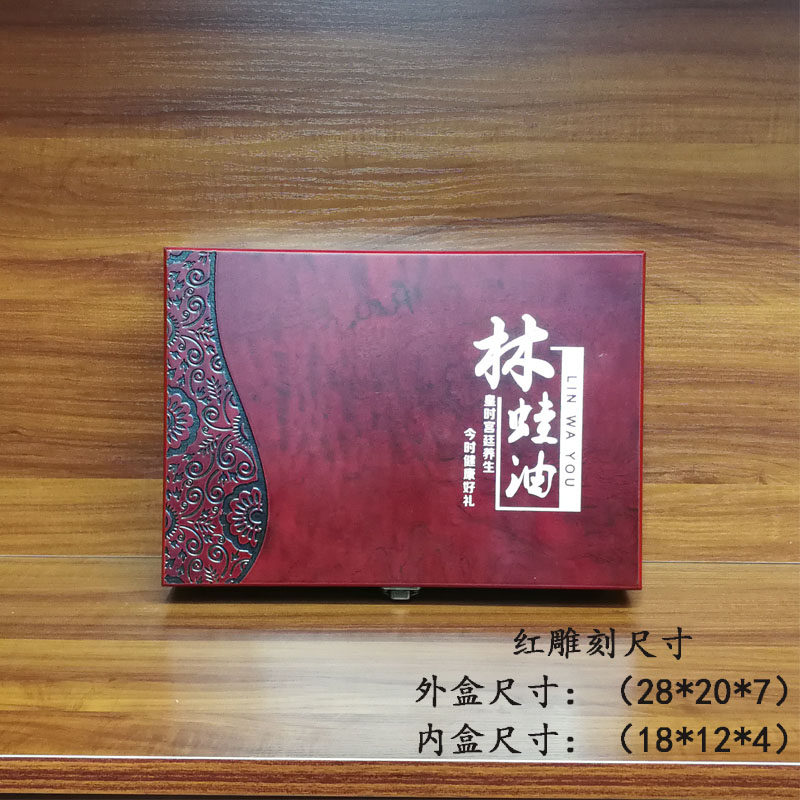 林蛙油
LIN WA YOU
皇时宫廷养生
今时健康好礼
红雕刻尺寸
外盒尺寸：（28*20*7）
内盒尺寸：（18*12*4）